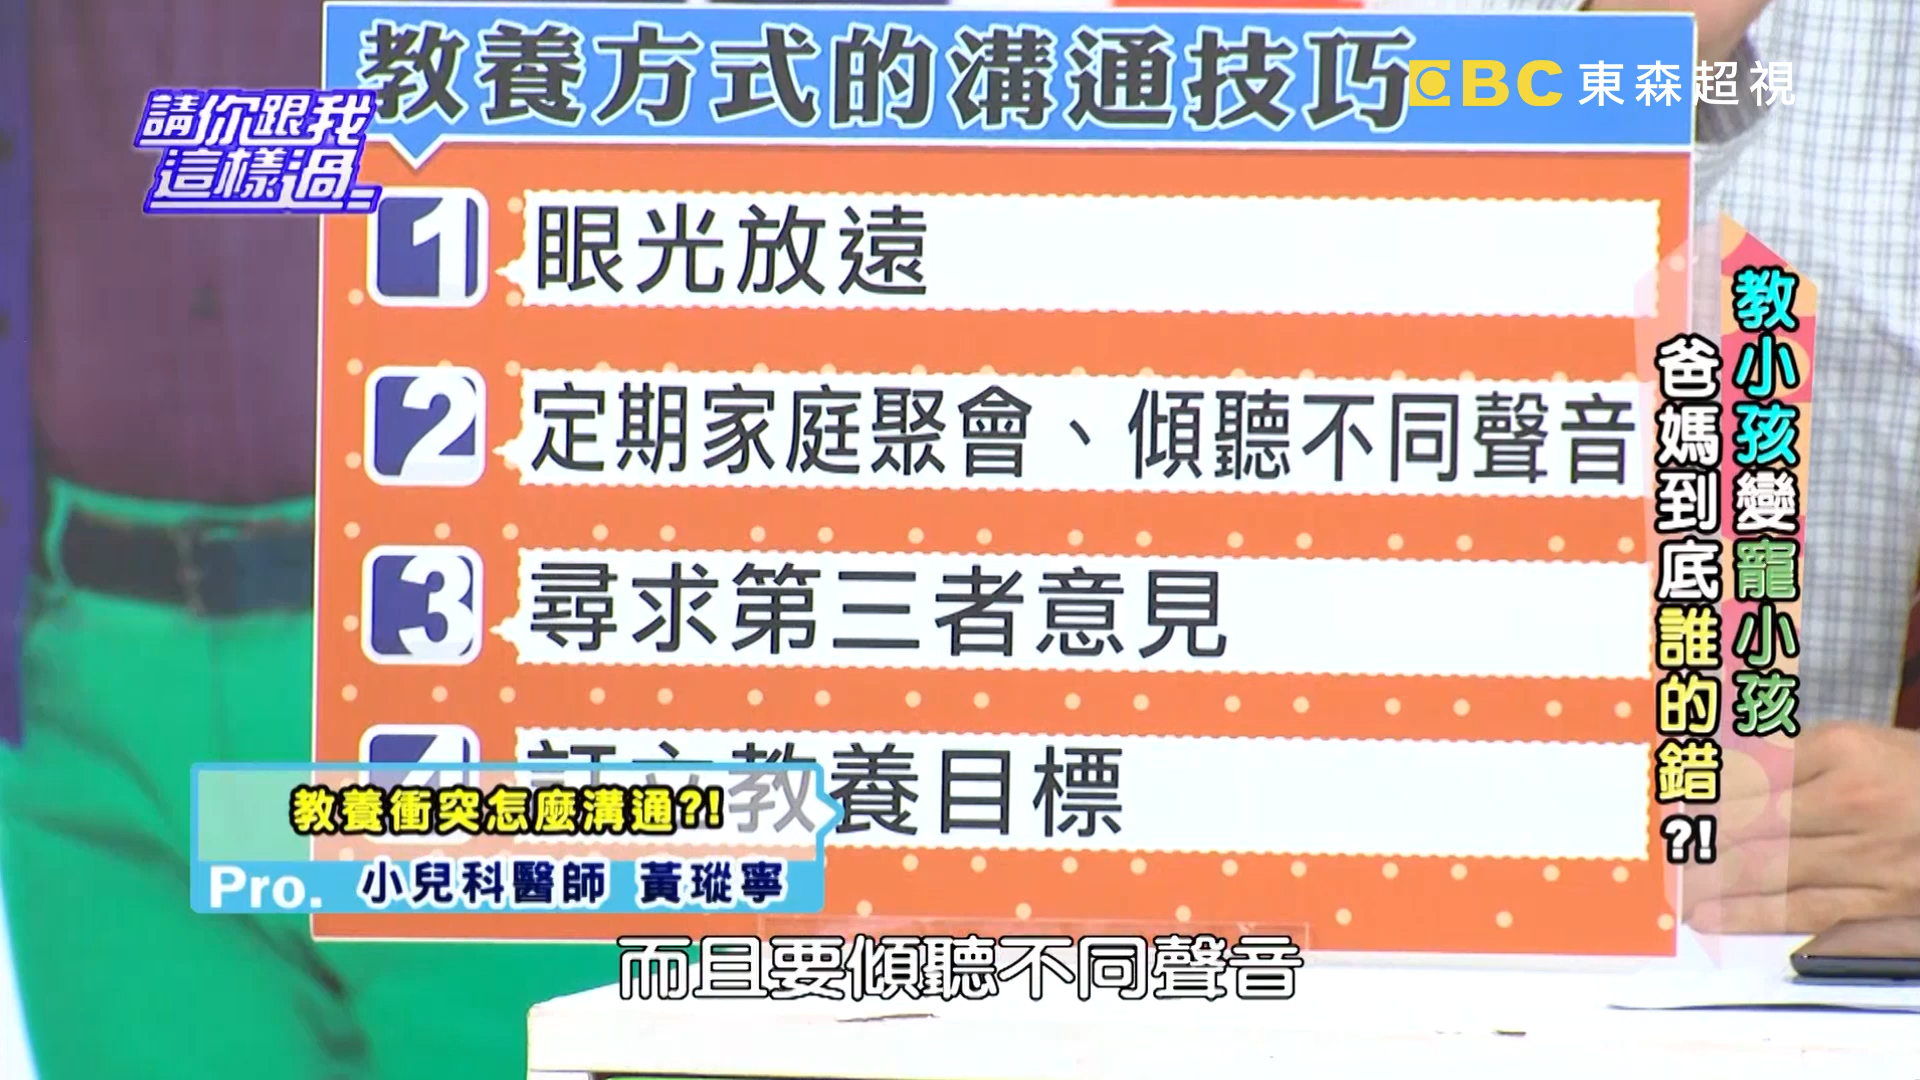 教養方式的溝通技巧
EBC 東森超視
請你跟我
這樣過
1 眼光放遠
2 定期家庭聚會、傾聽不同聲音
3 尋求第三者意見
4 訂立教養目標
教小孩變寵小孩
爸媽到底誰的錯?!
教養衝突怎麼溝通?!
Pro. 小兒科醫師 黃瑽寧
而且要傾聽不同聲音